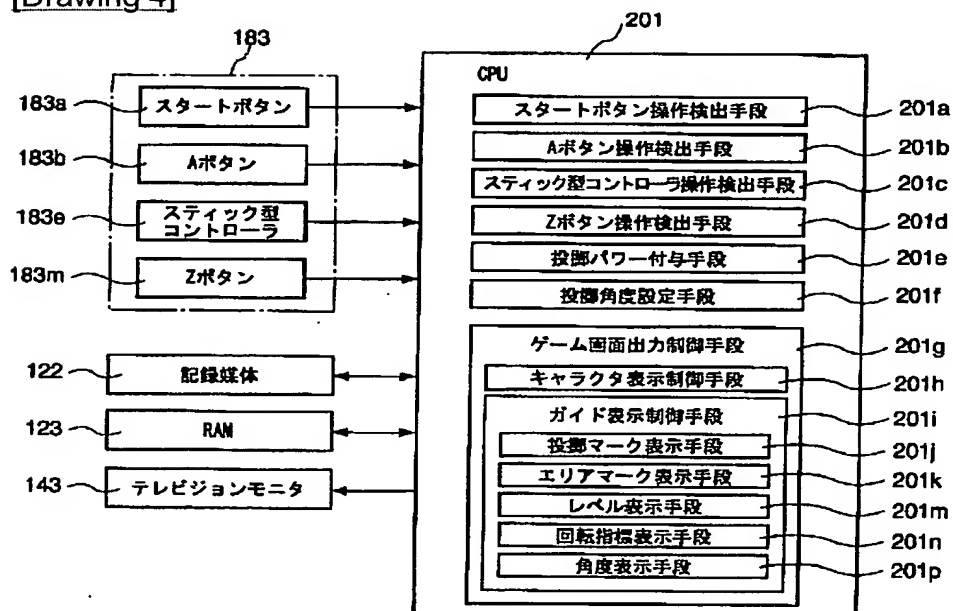 [Drawing 4]
183
183a
スタートボタン
183b
Aボタン
183e
スティック型
コントローラ
183m
Zボタン
122
記録媒体
123
RAM
143
テレビジョンモニタ
201
CPU
スタートボタン操作検出手段
201a
Aボタン操作検出手段
201b
スティック型コントローラ操作検出手段
201c
Zボタン操作検出手段
201d
投擲パワー付与手段
201e
投擲角度設定手段
201f
ゲーム画面出力制御手段
201g
キャラクタ表示制御手段
201h
ガイド表示制御手段
201i
投擲マーク表示手段
201j
エリアマーク表示手段
201k
レベル表示手段
201m
回転指標表示手段
201n
角度表示手段
201p